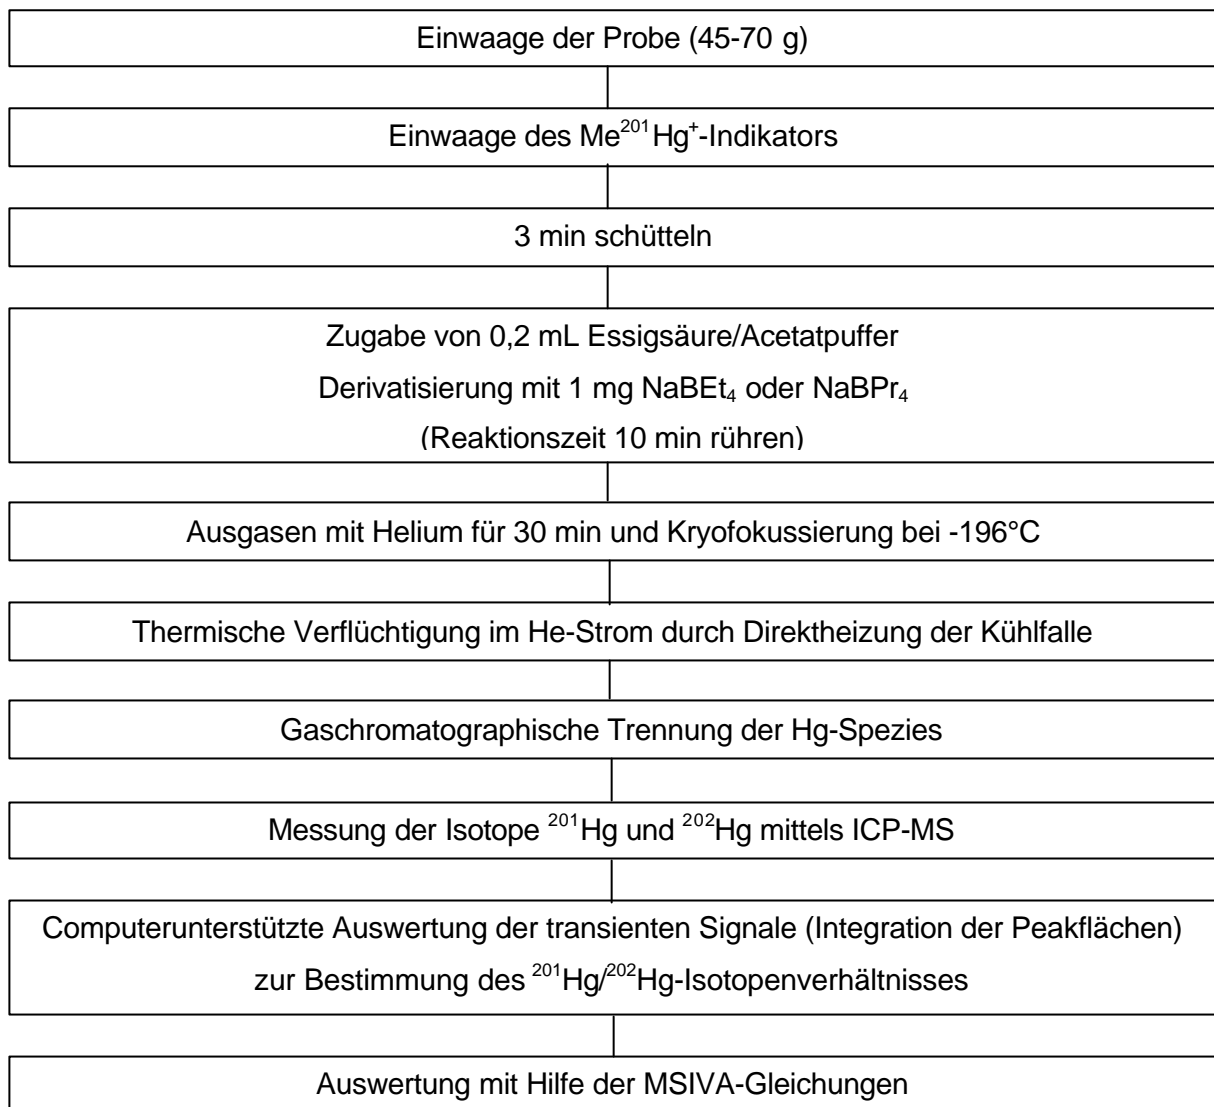 Einwaage der Probe (45-70 g)
Einwaage des Me²⁰¹Hg⁺-Indikators
3 min schütteln
Zugabe von 0,2 mL Essigsäure/Acetatpuffer
Derivatisierung mit 1 mg NaBEt₄ oder NaBPr₄
(Reaktionszeit 10 min rühren)
Ausgasen mit Helium für 30 min und Kryofokussierung bei -196°C
Thermische Verflüchtigung im He-Strom durch Direktheizung der Kühlfalle
Gaschromatographische Trennung der Hg-Spezies
Messung der Isotope ²⁰¹Hg und ²⁰²Hg mittels ICP-MS
Computerunterstützte Auswertung der transienten Signale (Integration der Peakflächen)
zur Bestimmung des ²⁰¹Hg/²⁰²Hg-Isotopenverhältnisses
Auswertung mit Hilfe der MSIVA-Gleichungen